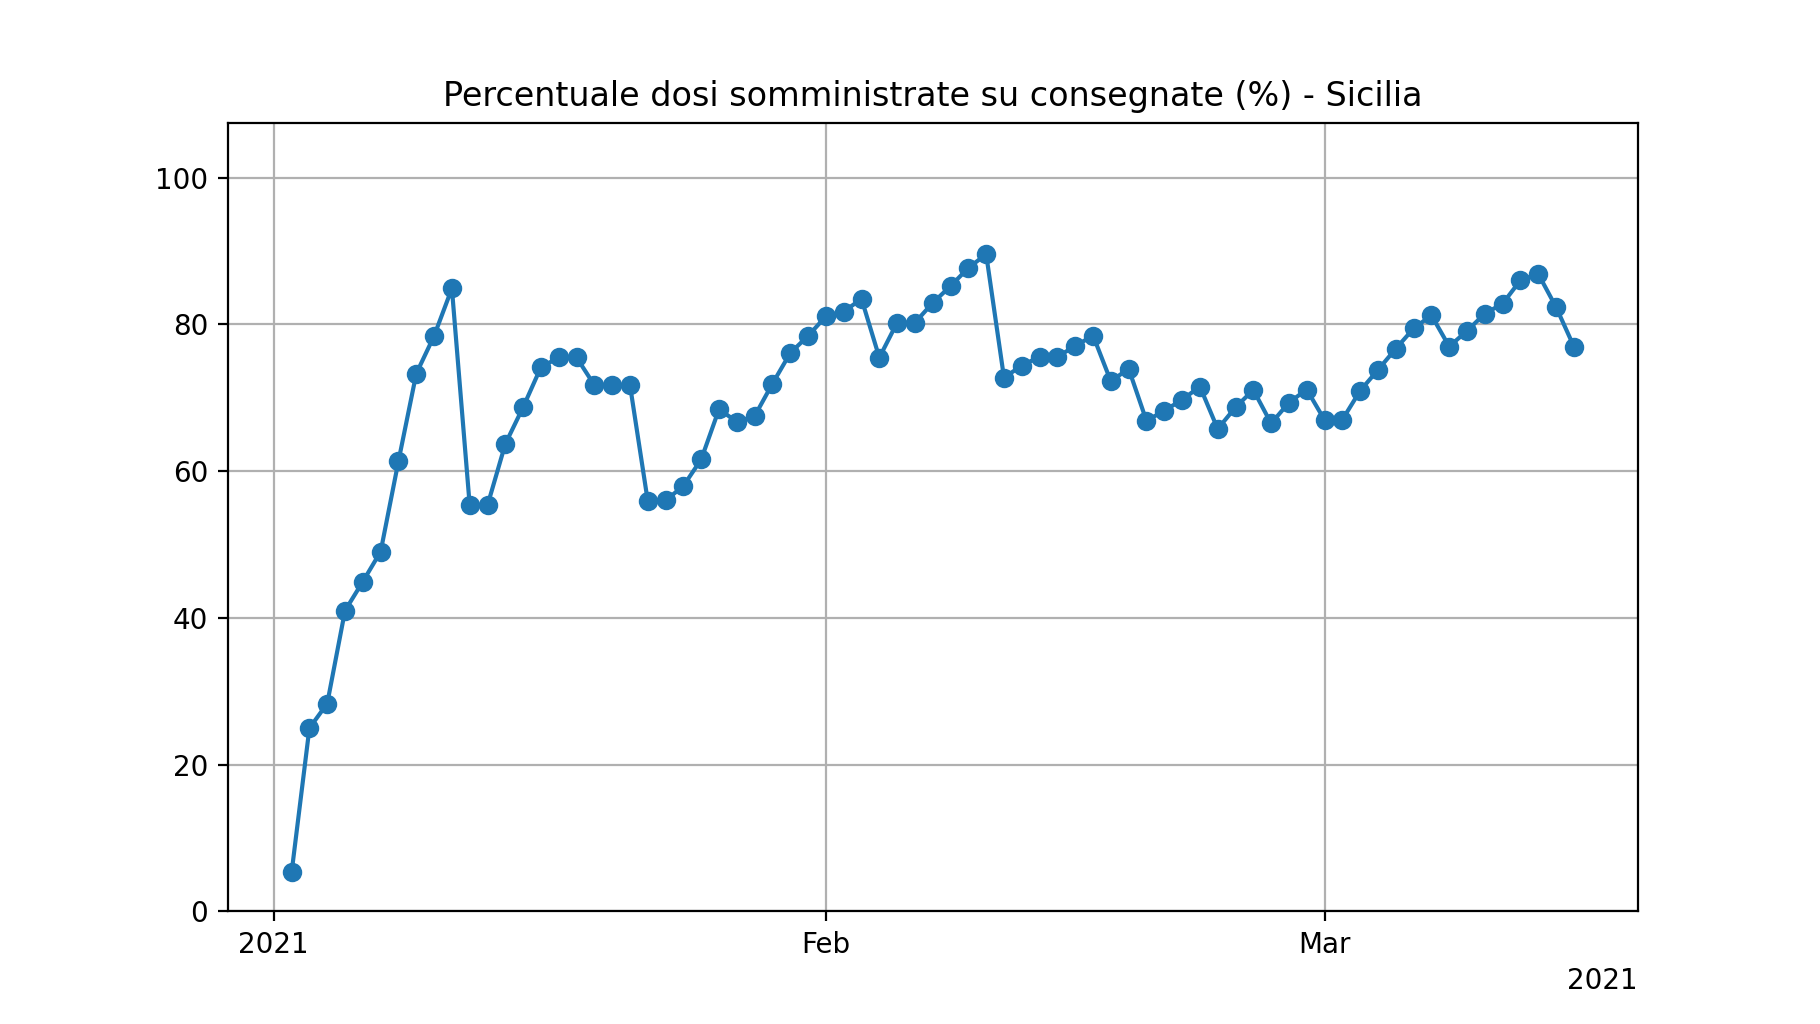 Percentuale dosi somministrate su consegnate (%) - Sicilia
100
80
60
40
20
0
2021
Feb
Mar
2021